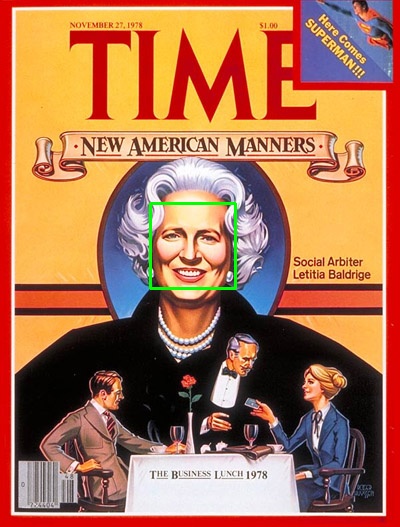 NOVEMBER 27, 1978
$1.00
Here Comes
SUPERMAN!!!
TIME
·NEW AMERICAN MANNERS·
Social Arbiter
Letitia Baldrige
THE BUSINESS LUNCH 1978